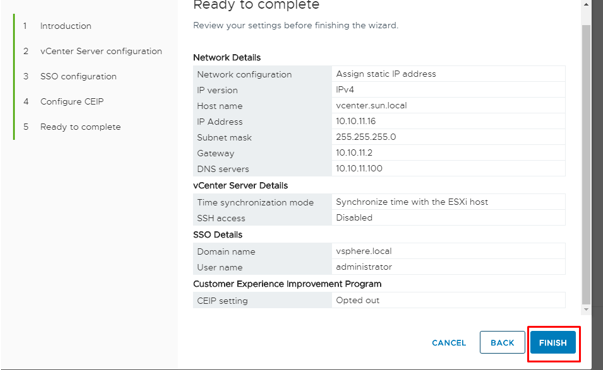 1 Introduction
2 vCenter Server configuration
3 SSO configuration
4 Configure CEIP
5 Ready to complete
Ready to complete
Review your settings before finishing the wizard.
Network Details
Network configuration Assign static IP address
IP version IPv4
Host name vcenter.sun.local
IP Address 10.10.11.16
Subnet mask 255.255.255.0
Gateway 10.10.11.2
DNS servers 10.10.11.100
vCenter Server Details
Time synchronization mode Synchronize time with the ESXi host
SSH access Disabled
SSO Details
Domain name vsphere.local
User name administrator
Customer Experience Improvement Program
CEIP setting Opted out
CANCEL BACK FINISH